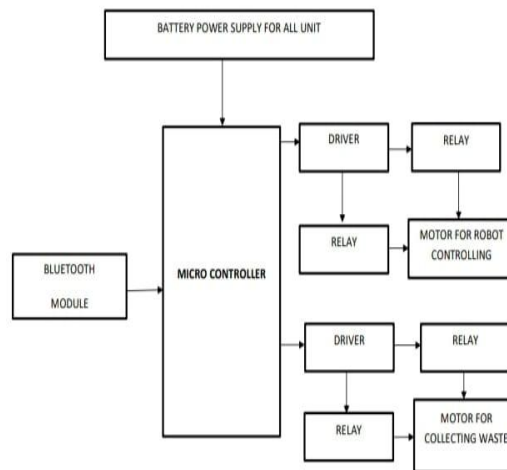 BATTERY POWER SUPPLY FOR ALL UNIT
DRIVER
RELAY
RELAY
MOTOR FOR ROBOT
CONTROLLING
BLUETOOTH
MODULE
MICRO CONTROLLER
DRIVER
RELAY
RELAY
MOTOR FOR
COLLECTING WASTE